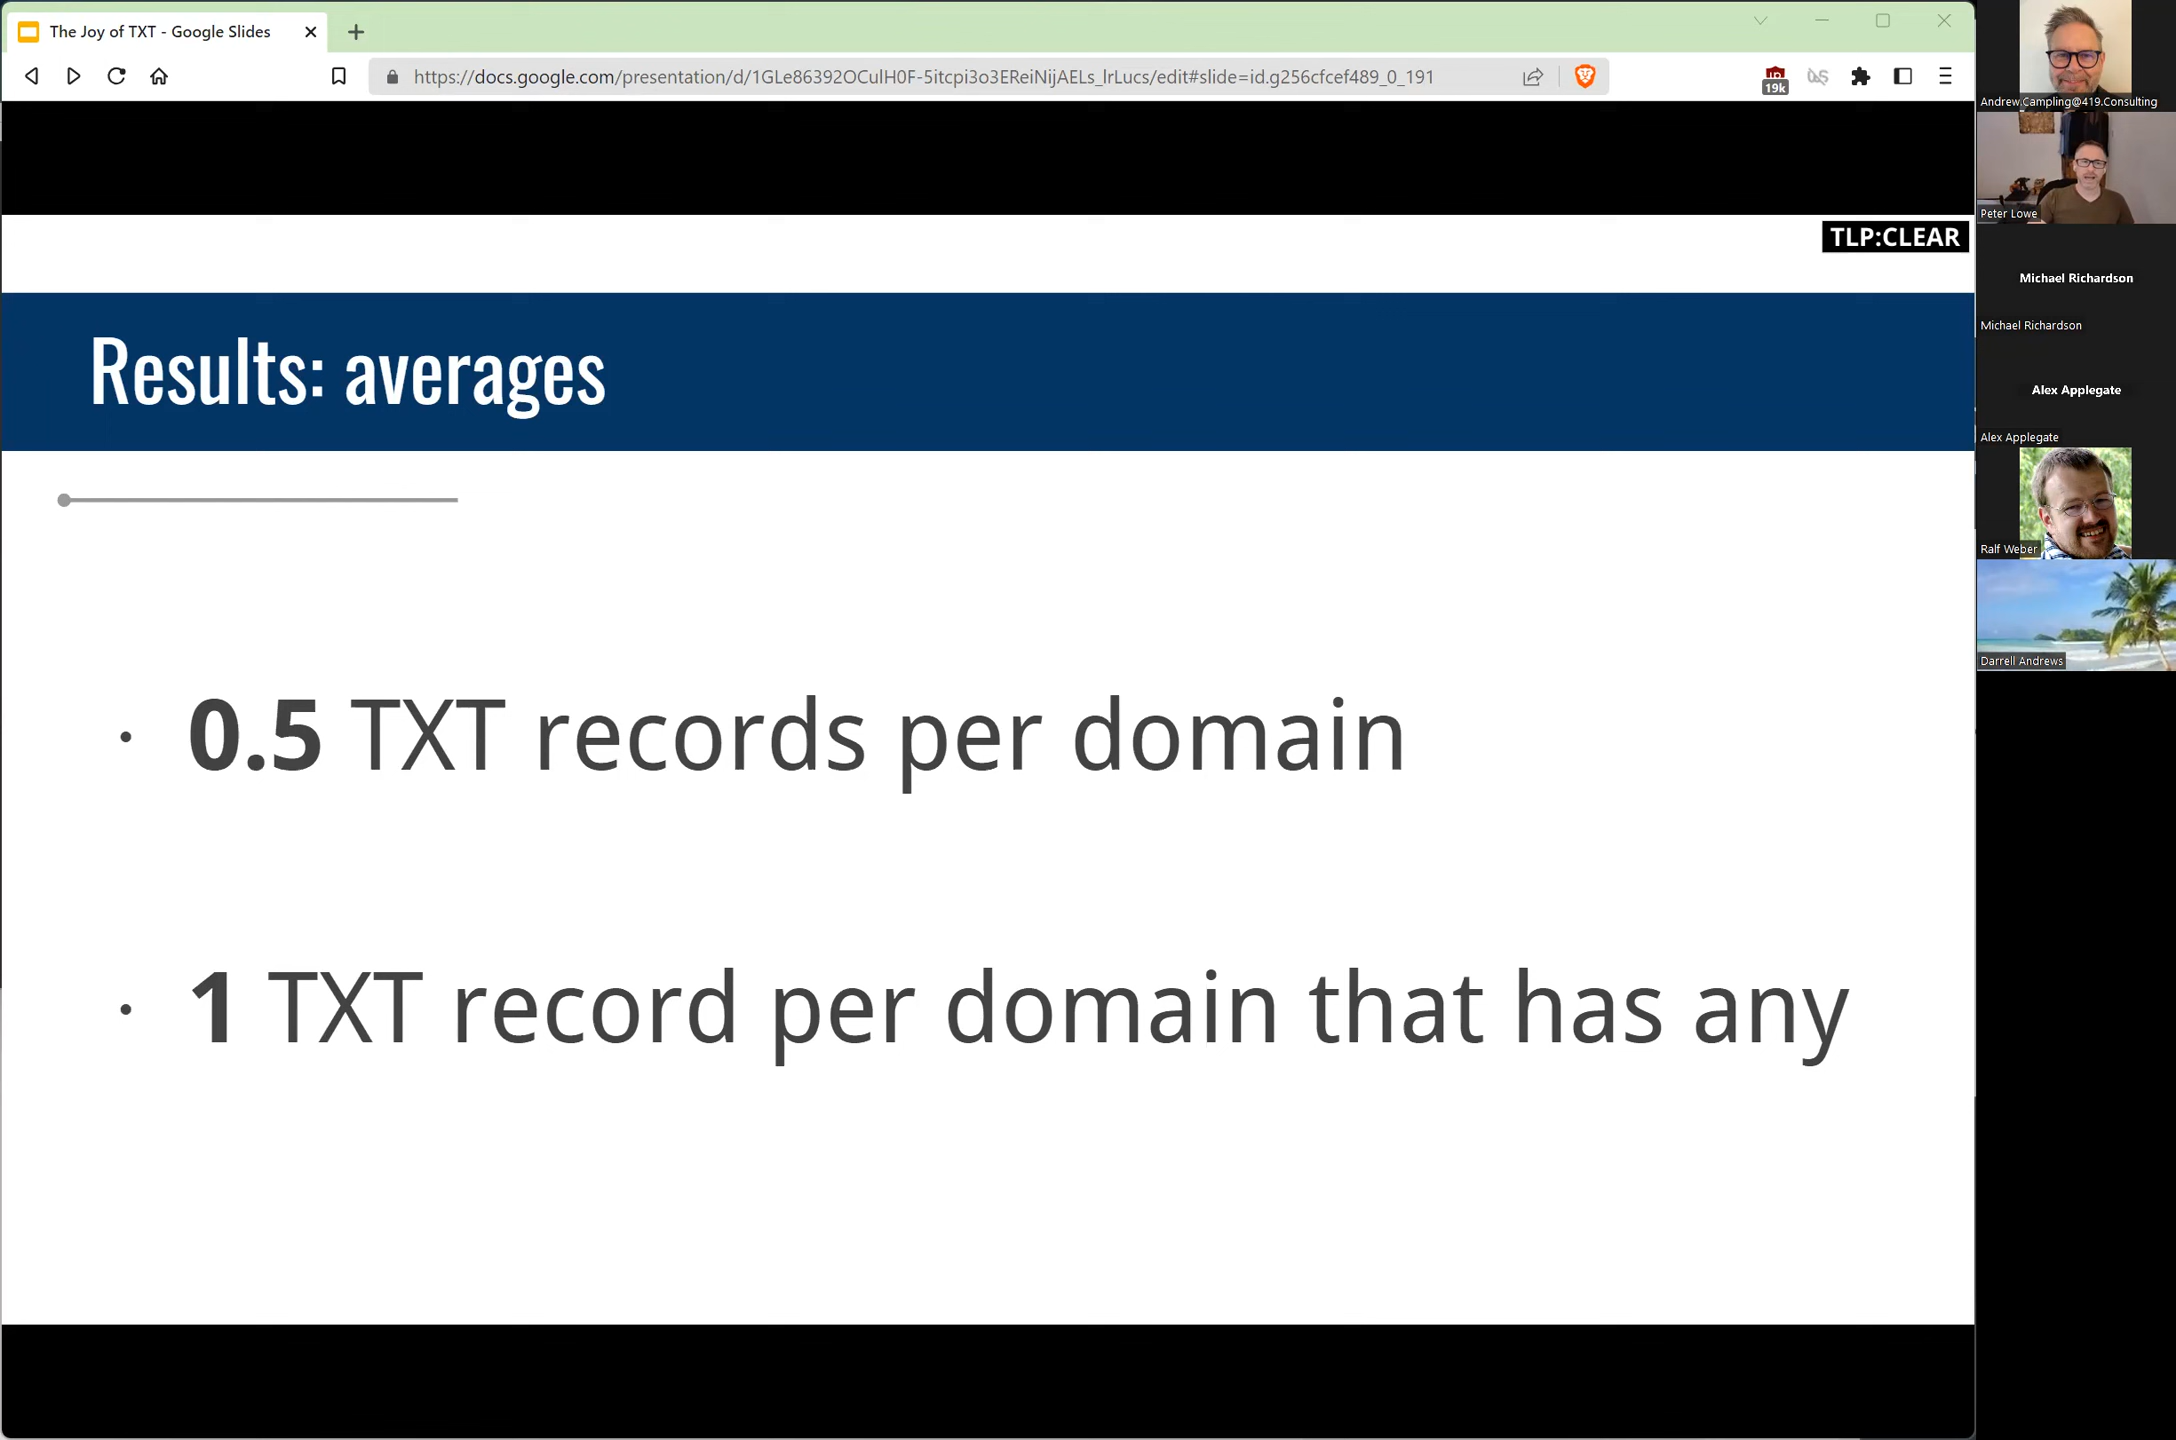 The Joy of TXT - Google Slides
https://docs.google.com/presentation/d/1GLe86392OCulH0F-5itcpi3o3EReiNijAELs_lrLucs/edit#slide=id.g256cfcef489_0_191
19k
TLP:CLEAR
Results: averages
· 0.5 TXT records per domain
· 1 TXT record per domain that has any
Andrew.Campling@419.Consulting
Peter Lowe
Michael Richardson
Michael Richardson
Alex Applegate
Alex Applegate
Ralf Weber
Darrell Andrews